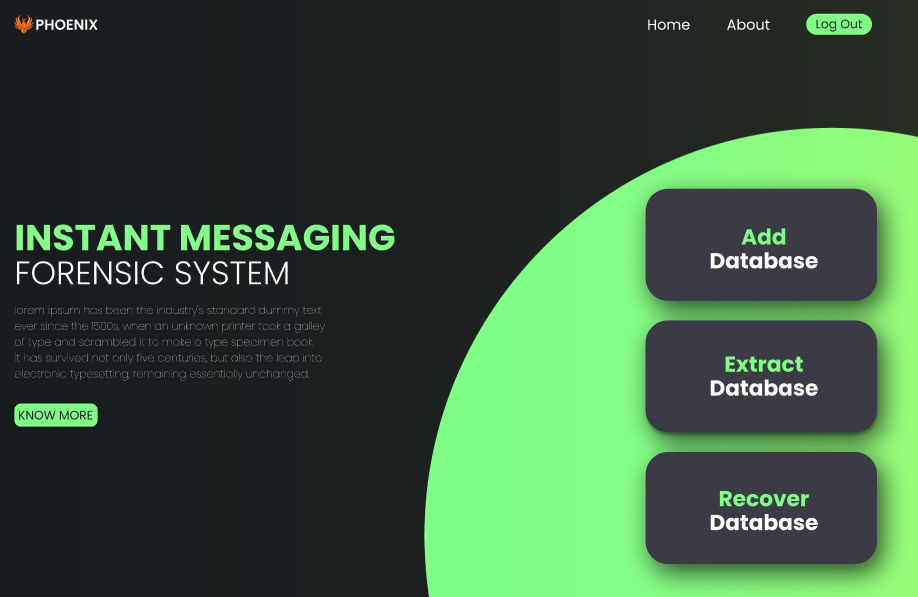 PHOENIX
Home
About
Log Out
INSTANT MESSAGING
FORENSIC SYSTEM
lorem ipsum has been the industry's standard dummy text
ever since the 1500s, when an unknown printer took a galley
of type and scrambled it to make a type specimen book.
it has survived not only five centuries, but also the leap into
electronic typesetting, remaining essentially unchanged.
KNOW MORE
Add
Database
Extract
Database
Recover
Database